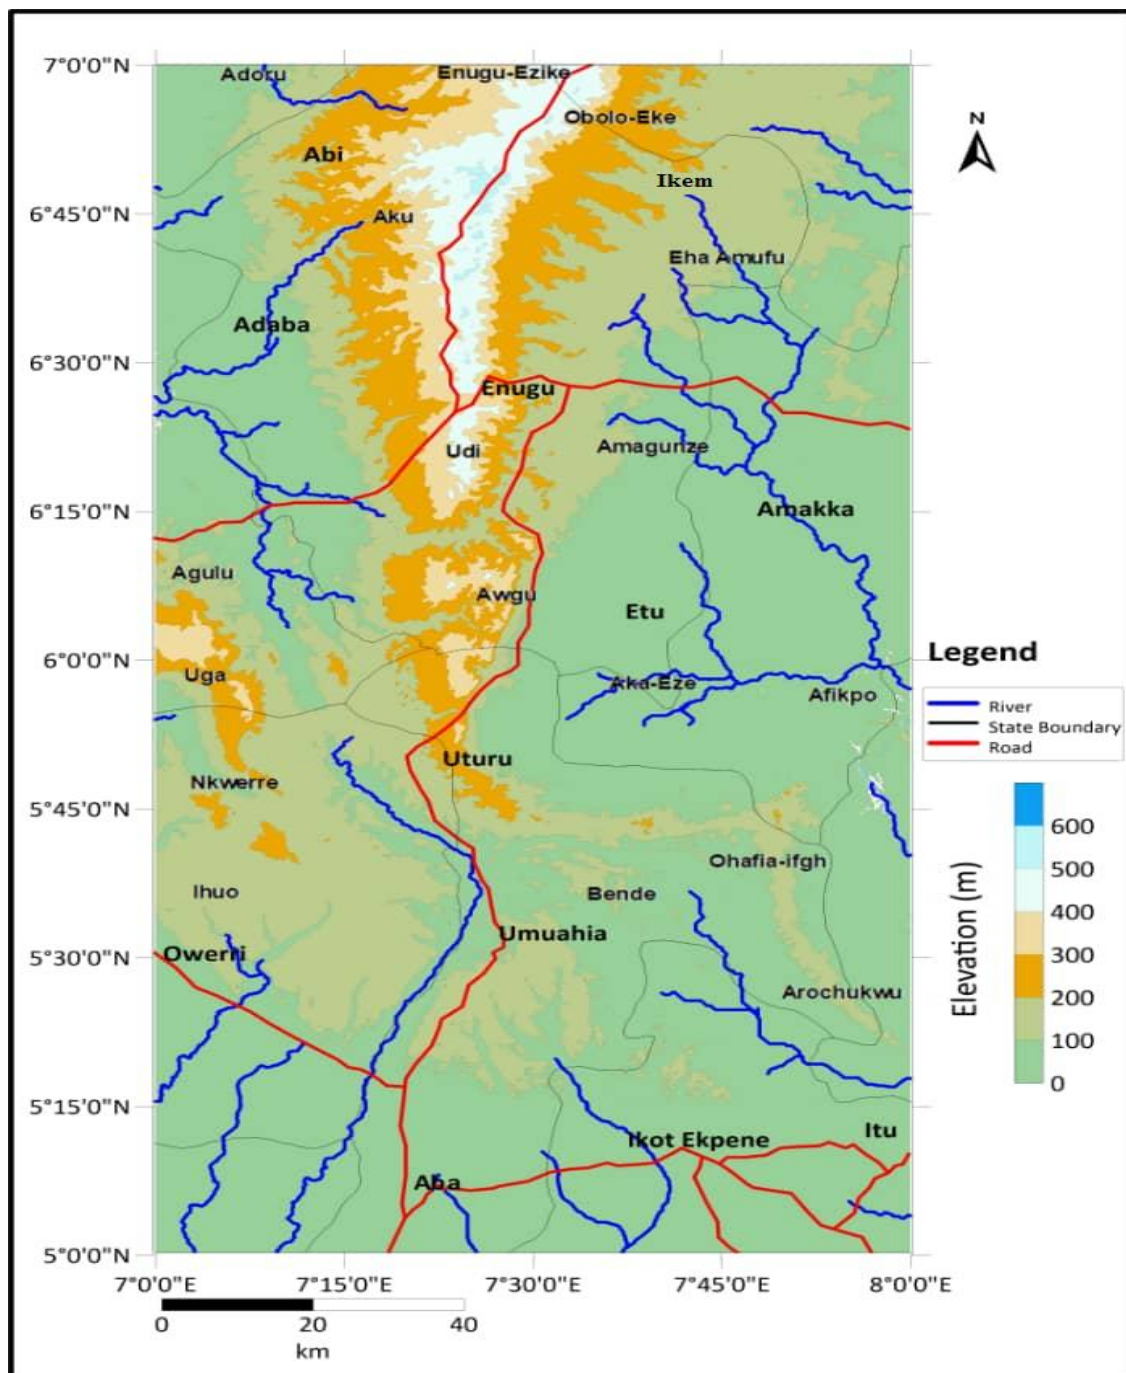 7°0'0"N
Adoru
Enugu-Ezike
Obolo-Eke
N
Abi
Ikem
6°45'0"N
Aku
Eha Amufu
Adaba
6°30'0"N
Enugu
Udi
Amagunze
6°15'0"N
Amakka
Agulu
Awgu
Etu
6°0'0"N
Uga
Aka-Eze
Afikpo
Legend
River
State Boundary
Road
Uturu
Nkwerre
5°45'0"N
Ohafia-ifgh
Ihuo
Bende
Umuahia
Owerri
5°30'0"N
Arochukwu
Elevation (m)
600
500
400
300
200
100
0
5°15'0"N
Ikot Ekpene
Itu
Aba
5°0'0"N
7°0'0"E
7°15'0"E
7°30'0"E
7°45'0"E
8°0'0"E
0
20
40
km